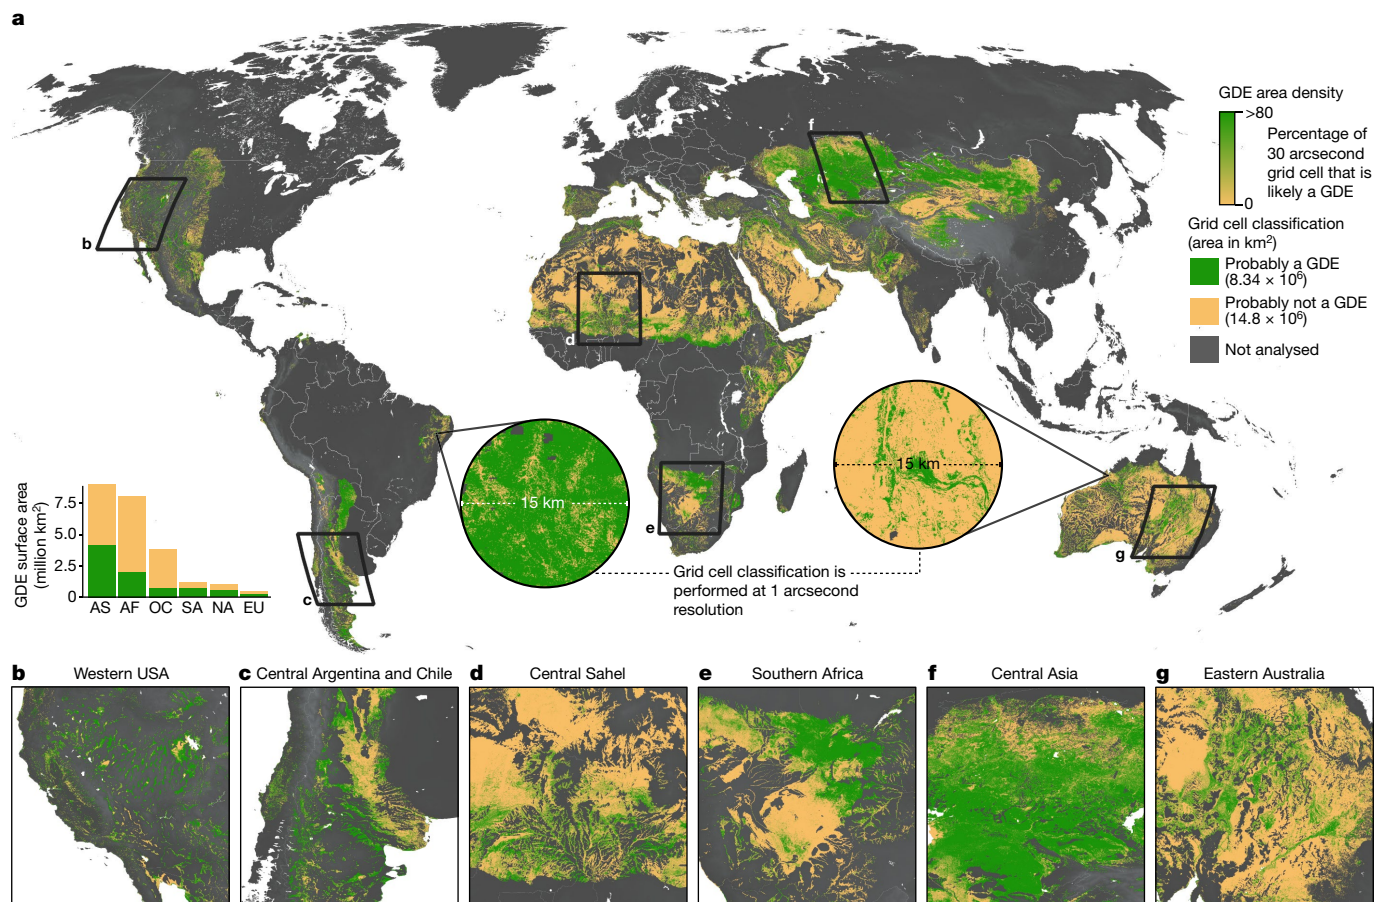 a
GDE area density
>80
Percentage of
30 arcsecond
grid cell that is
likely a GDE
0
Grid cell classification
(area in km²)
Probably a GDE
(8.34 × 10⁶)
Probably not a GDE
(14.8 × 10⁶)
Not analysed
f
b
d
e
g
c
15 km
15 km
Grid cell classification is
performed at 1 arcsecond
resolution
GDE surface area
(million km²)
7.5
5.0
2.5
0
AS AF OC SA NA EU
b Western USA
c Central Argentina and Chile
d Central Sahel
e Southern Africa
f Central Asia
g Eastern Australia